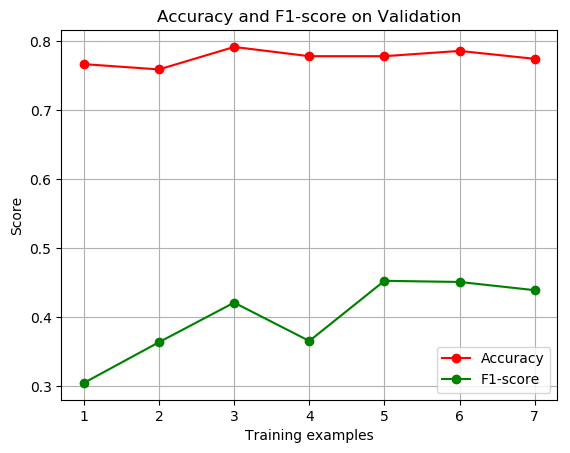 Accuracy and F1-score on Validation
0.8
0.7
0.6
0.5
0.4
0.3
Score
1 2 3 4 5 6 7
Training examples
Accuracy
F1-score